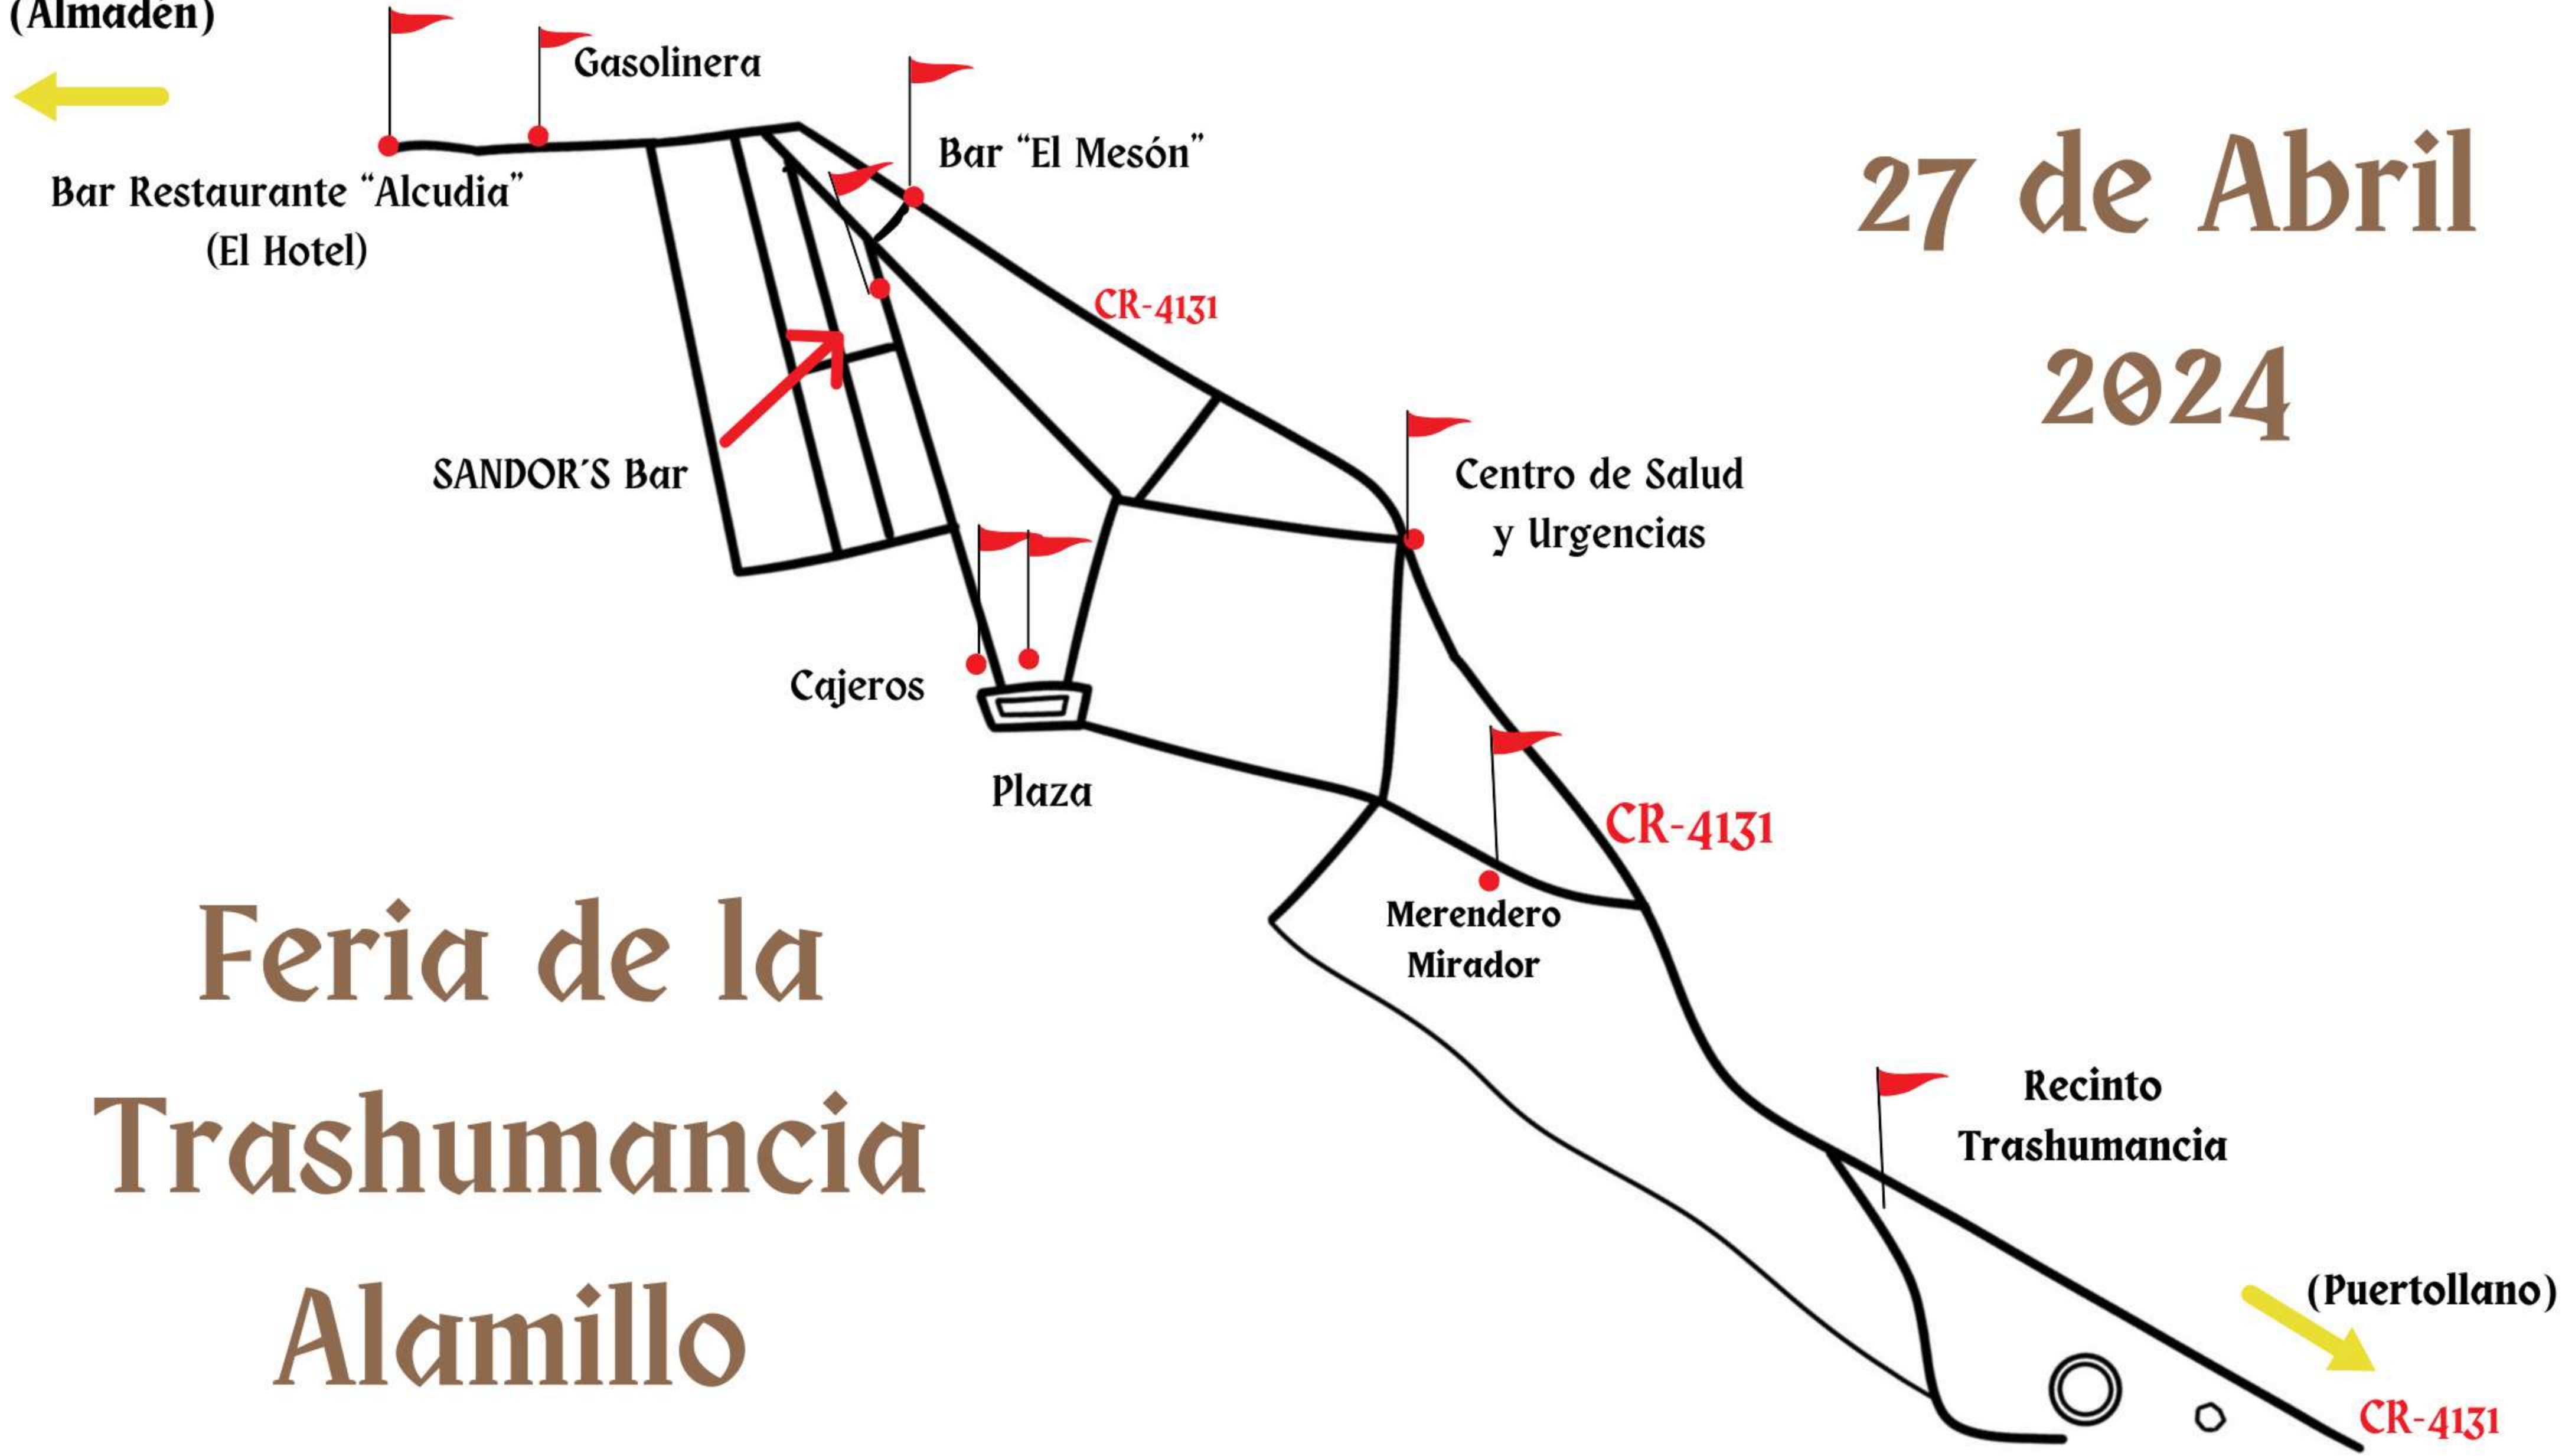 (Almadén)
Gasolinera
Bar “El Mesón”
27 de Abril
2024
Bar Restaurante “Alcudia”
(El Hotel)
CR-4131
SANDOR´S Bar
Centro de Salud
y Urgencias
Cajeros
Plaza
CR-4131
Merendero
Mirador
Feria de la
Trashumancia
Alamillo
Recinto
Trashumancia
(Puertollano)
CR-4131